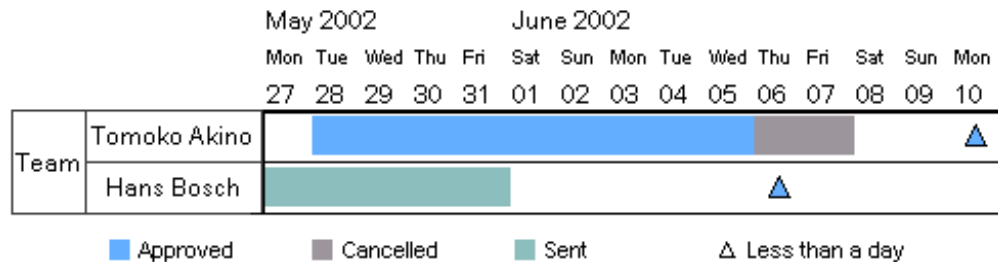 May 2002 June 2002
Mon Tue Wed Thu Fri Sat Sun Mon Tue Wed Thu Fri Sat Sun Mon
27 28 29 30 31 01 02 03 04 05 06 07 08 09 10
Team
Tomoko Akino
Hans Bosch
Approved Cancelled Sent Less than a day